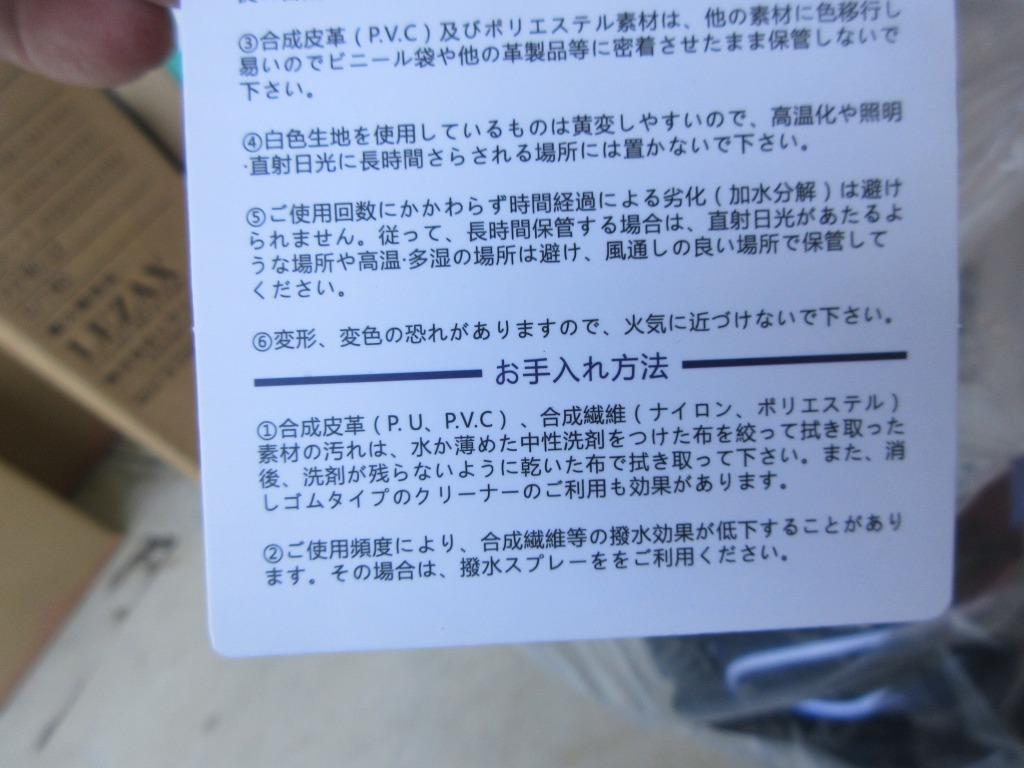 ③合成皮革(P.V.C)及びポリエステル素材は、他の素材に色移行し
易いのでビニール袋や他の革製品等に密着させたまま保管しないで
下さい。
④白色生地を使用しているものは黄変しやすいので、高温化や照明
·直射日光に長時間さらされる場所には置かないで下さい。
⑤ご使用回数にかかわらず時間経過による劣化(加水分解)は避け
られません。従って、長時間保管する場合は、直射日光があたるよ
うな場所や高温·多湿の場所は避け、風通しの良い場所で保管して
ください。
⑥変形、変色の恐れがありますので、火気に近づけないで下さい。
お手入れ方法
①合成皮革(P.U、P.V.C)、合成繊維(ナイロン、ポリエステル)
素材の汚れは、水か薄めた中性洗剤をつけた布を絞って拭き取った
後、洗剤が残らないように乾いた布で拭き取って下さい。また、消
しゴムタイプのクリーナーのご利用も効果があります。
②ご使用頻度により、合成繊維等の撥水効果が低下することがあり
ます。その場合は、撥水スプレーををご利用ください。